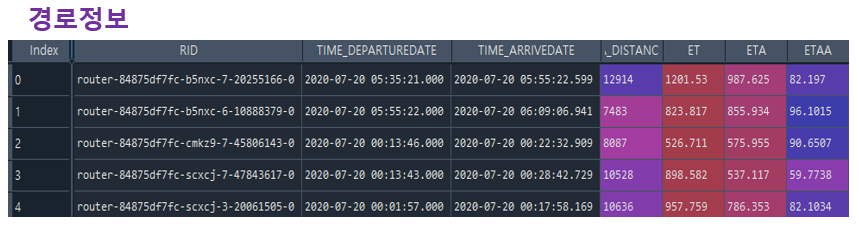 경로정보
Index RID TIME_DEPARTUREDATE TIME_ARRIVEDATE _DISTANC ET ETA ETAA
0 router-84875df7fc-b5nxc-7-20255166-0 2020-07-20 05:35:21.000 2020-07-20 05:55:22.599 12914 1201.53 987.625 82.197
1 router-84875df7fc-b5nxc-6-10888379-0 2020-07-20 05:55:22.000 2020-07-20 06:09:06.941 7483 823.817 855.934 96.1015
2 router-84875df7fc-cmkz9-7-45806143-0 2020-07-20 00:13:46.000 2020-07-20 00:22:32.909 8087 526.711 575.955 90.6507
3 router-84875df7fc-scxcj-7-47843617-0 2020-07-20 00:13:43.000 2020-07-20 00:28:42.729 10528 898.582 537.117 59.7738
4 router-84875df7fc-scxcj-3-20061505-0 2020-07-20 00:01:57.000 2020-07-20 00:17:58.169 10636 957.759 786.353 82.1034